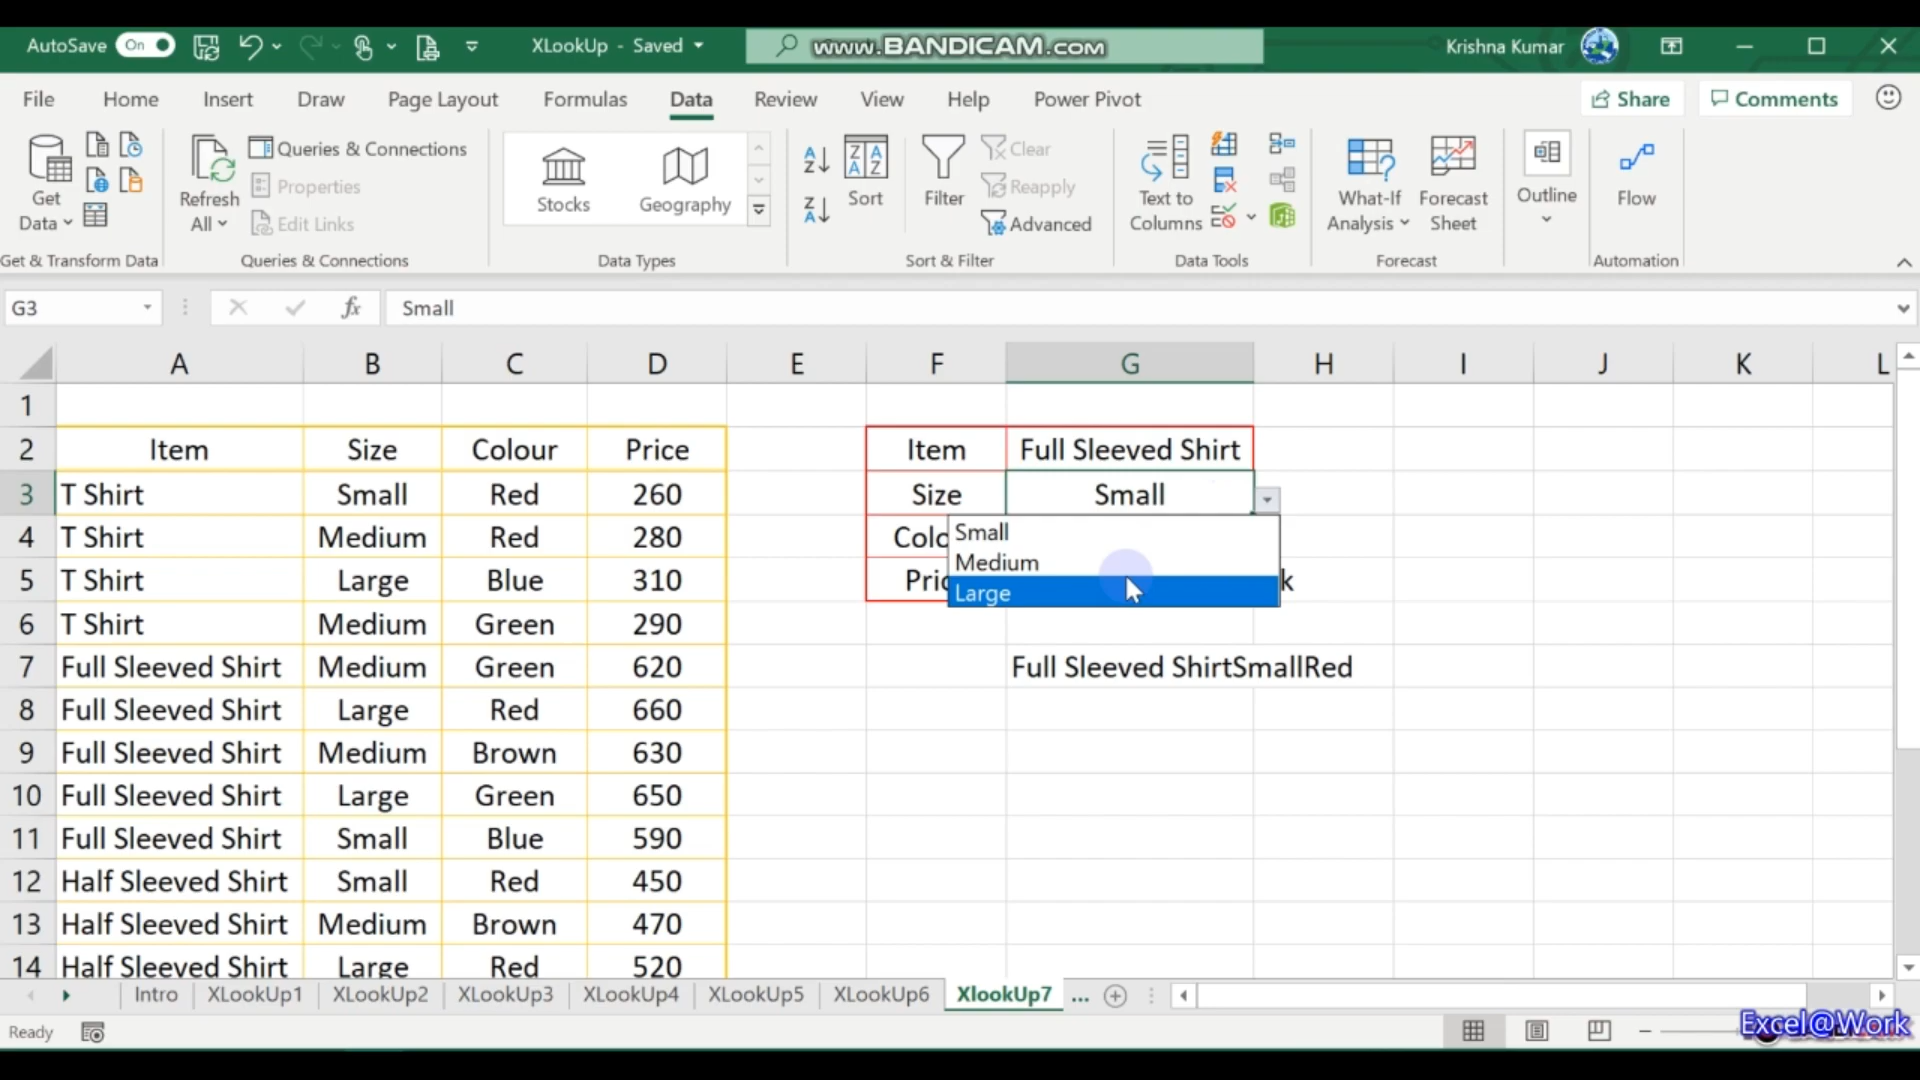 AutoSave On XLookUp - Saved www.BANDICAM.com Krishna Kumar
File Home Insert Draw Page Layout Formulas Data Review View Help Power Pivot Share Comments
Get Data
Get & Transform Data
Refresh All
Queries & Connections
Properties
Edit Links
Queries & Connections
Stocks
Geography
Data Types
Sort
Filter
Clear
Reapply
Advanced
Sort & Filter
Text to Columns
Data Tools
What-If Analysis
Forecast Sheet
Forecast
Outline
Flow
Automation
G3 fx Small
A B C D E F G H I J K L
1
2 Item Size Colour Price Item Full Sleeved Shirt
3 T Shirt Small Red 260 Size Small
Small
Medium
Large
4 T Shirt Medium Red 280 Colo
5 T Shirt Large Blue 310 Pric k
6 T Shirt Medium Green 290
7 Full Sleeved Shirt Medium Green 620 Full Sleeved ShirtSmallRed
8 Full Sleeved Shirt Large Red 660
9 Full Sleeved Shirt Medium Brown 630
10 Full Sleeved Shirt Large Green 650
11 Full Sleeved Shirt Small Blue 590
12 Half Sleeved Shirt Small Red 450
13 Half Sleeved Shirt Medium Brown 470
14 Half Sleeved Shirt Large Red 520
Intro XLookUp1 XLookUp2 XLookUp3 XLookUp4 XLookUp5 XLookUp6 XlookUp7 ...
Ready
Excel@Work